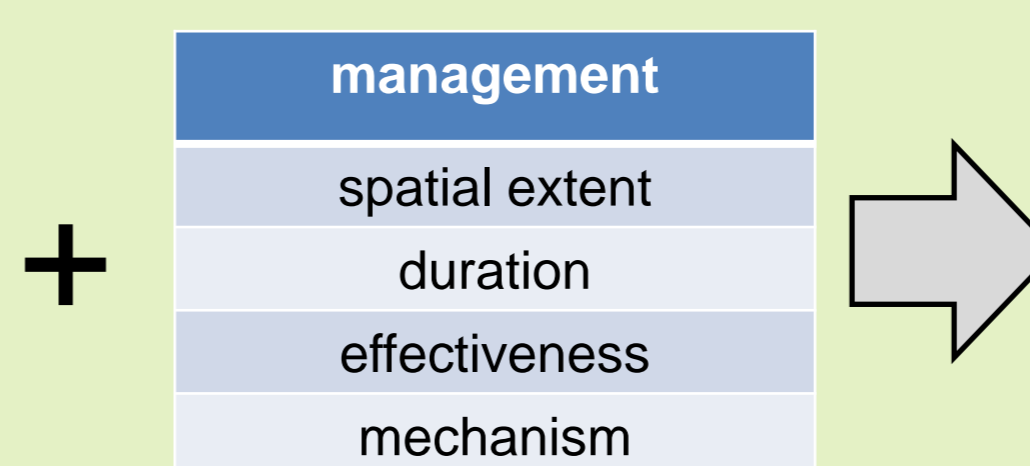 management
+
spatial extent
duration
effectiveness
mechanism